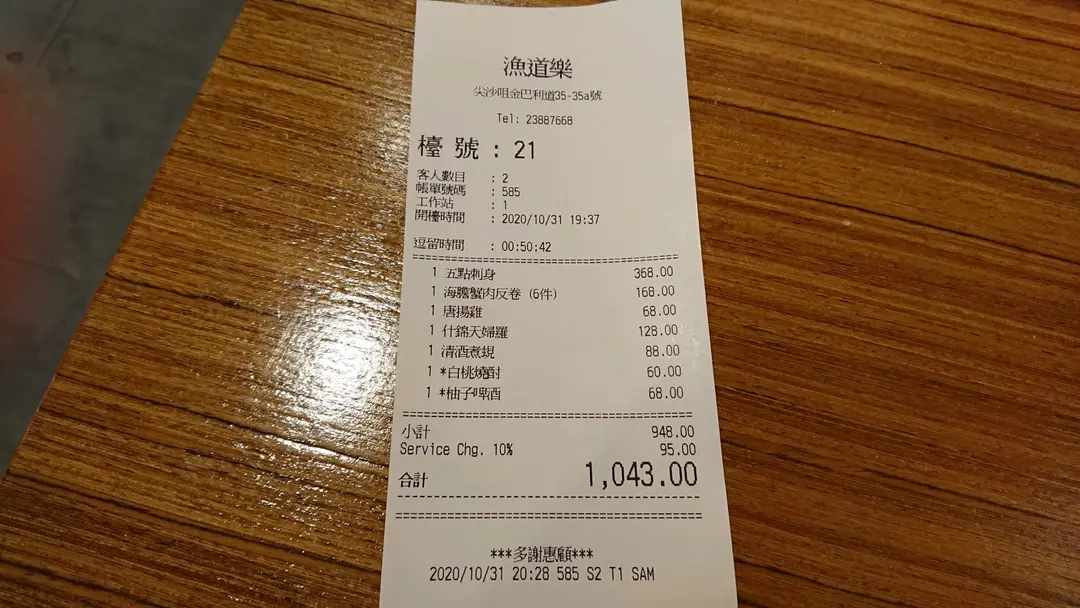 漁道樂
尖沙咀金巴利道35-35a號
Tel: 23887668
檯 號 : 21
客人數目 : 2
帳單號碼 : 585
工作站 : 1
開檯時間 : 2020/10/31 19:37
逗留時間 : 00:50:42
1 五點刺身 368.00
1 海膽蟹肉反卷 (6件) 168.00
1 唐揚雞 68.00
1 什錦天婦羅 128.00
1 清酒煮蜆 88.00
1 *白桃燒酎 60.00
1 *柚子啤酒 68.00
小計 948.00
Service Chg. 10% 95.00
合計 1,043.00
***多謝惠顧***
2020/10/31 20:28 585 S2 T1 SAM